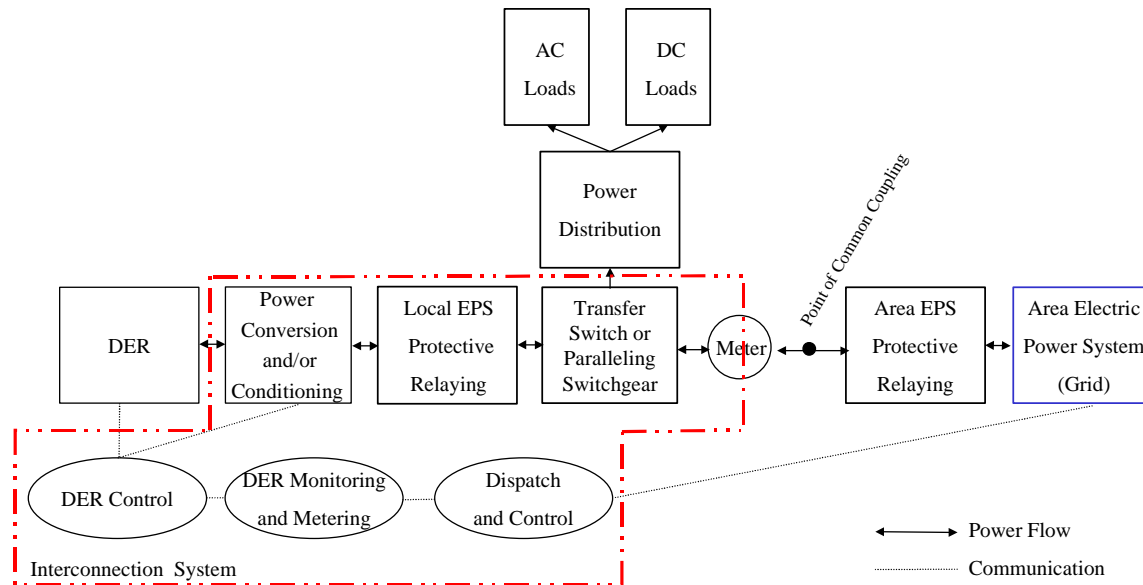 AC
Loads
DC
Loads
Power
Distribution
Point of Common Coupling
DER
Power
Conversion
and/or
Conditioning
Local EPS
Protective
Relaying
Transfer
Switch or
Paralleling
Switchgear
Meter
Area EPS
Protective
Relaying
Area Electric
Power System
(Grid)
DER Control
DER Monitoring
and Metering
Dispatch
and Control
Interconnection System
Power Flow
Communication